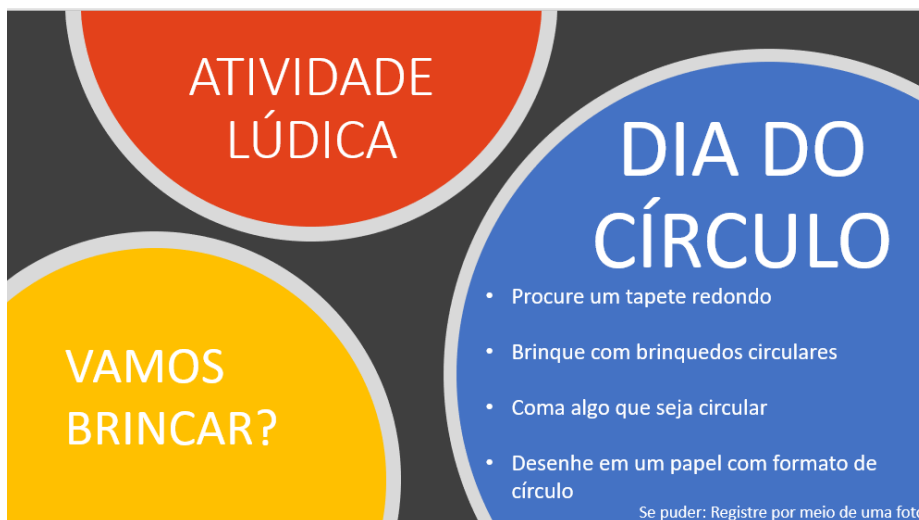 ATIVIDADE
LÚDICA
VAMOS
BRINCAR?
DIA DO
CÍRCULO
• Procure um tapete redondo
• Brinque com brinquedos circulares
• Coma algo que seja circular
• Desenhe em um papel com formato de
círculo
Se puder: Registre por meio de uma foto